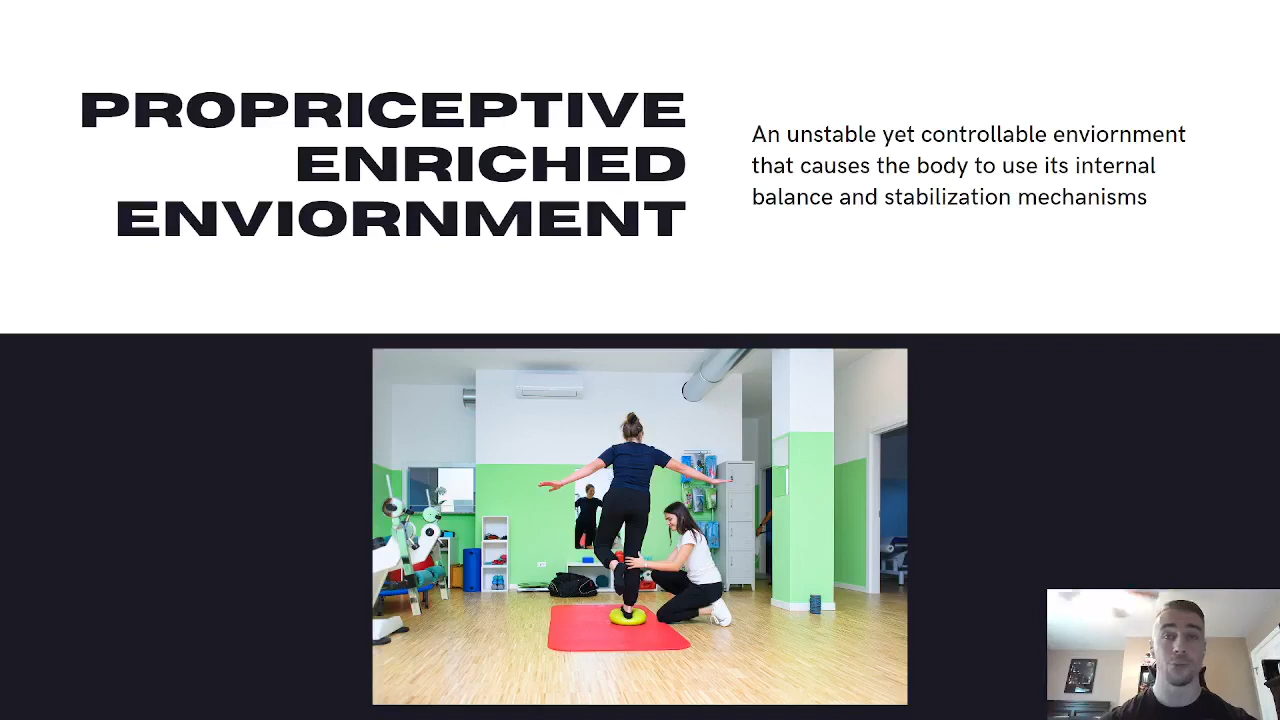 PROPRICEPTIVE
ENRICHED
ENVIORNMENT
An unstable yet controllable enviornment
that causes the body to use its internal
balance and stabilization mechanisms